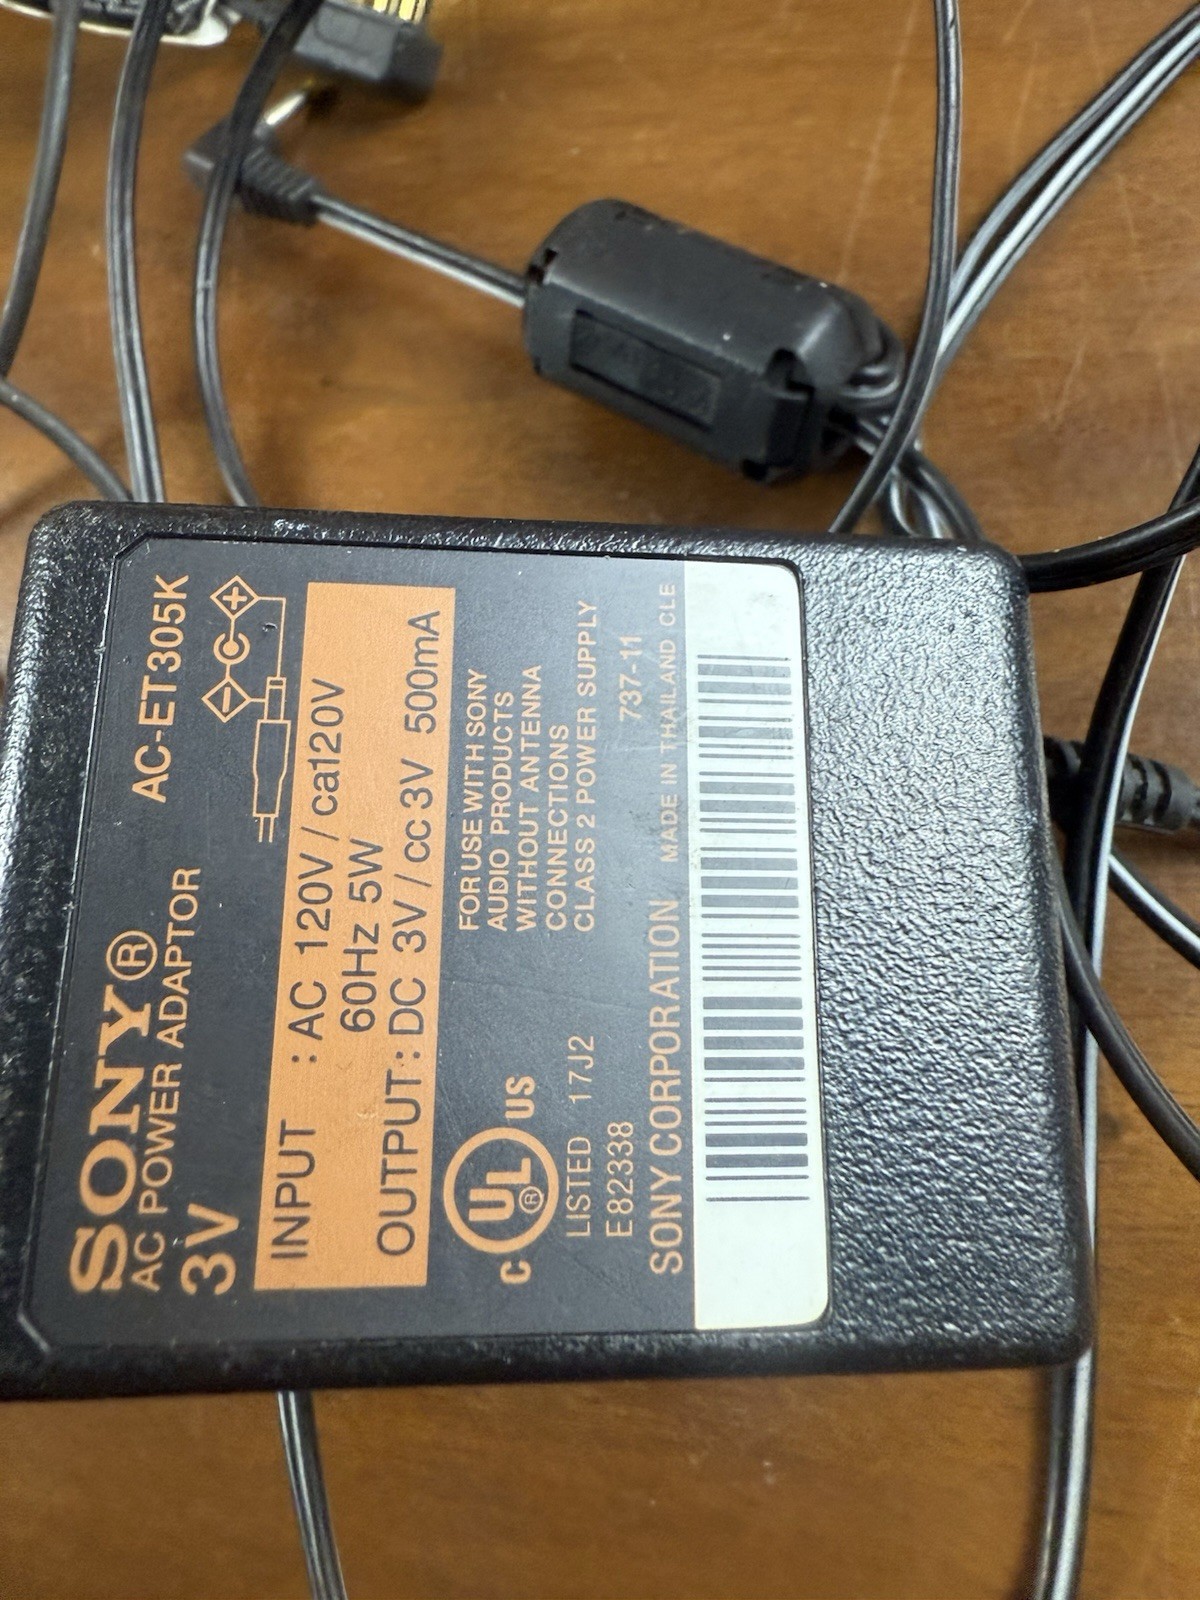 SONY®
AC POWER ADAPTOR
3V
AC-ET305K
INPUT : AC 120V / ca120V
60Hz 5W
OUTPUT : DC 3V / cc 3V 500mA
FOR USE WITH SONY
AUDIO PRODUCTS
WITHOUT ANTENNA
CONNECTIONS
CLASS 2 POWER SUPPLY
C UL® US
LISTED 17J2
E82338
737-11
SONY CORPORATION MADE IN THAILAND CLE